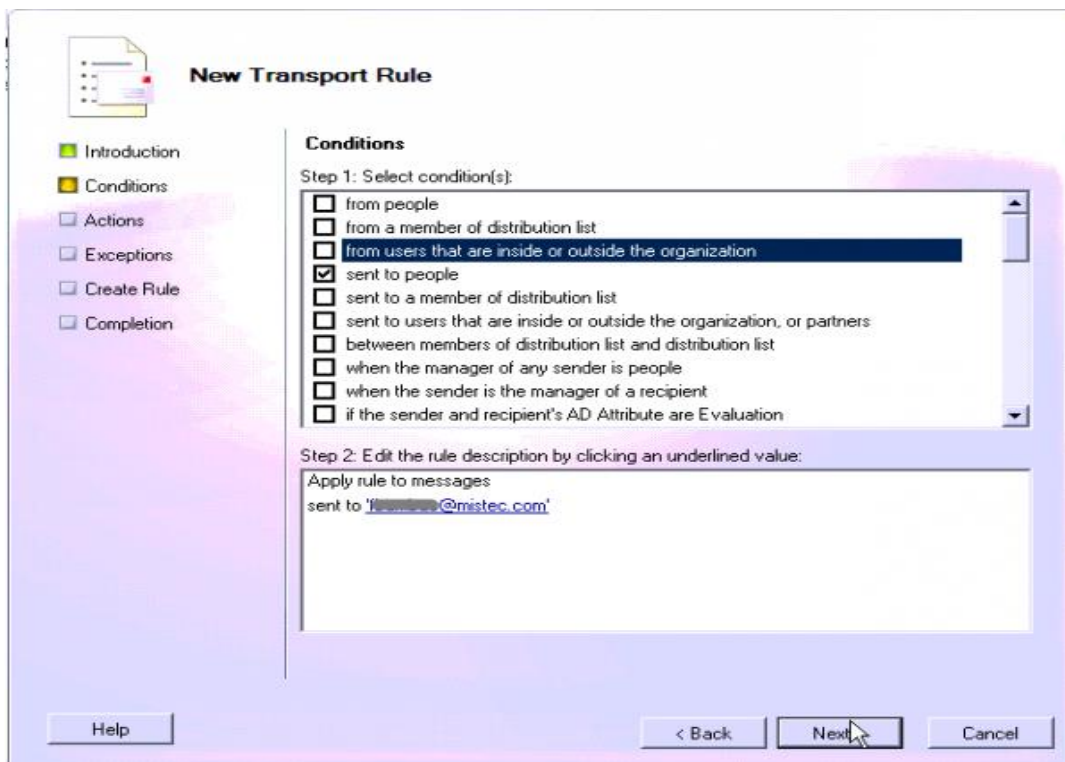 New Transport Rule
Introduction
Conditions
Actions
Exceptions
Create Rule
Completion
Conditions
Step 1: Select condition(s):
from people
from a member of distribution list
from users that are inside or outside the organization
sent to people
sent to a member of distribution list
sent to users that are inside or outside the organization, or partners
between members of distribution list and distribution list
when the manager of any sender is people
when the sender is the manager of a recipient
if the sender and recipient's AD Attribute are Evaluation
Step 2: Edit the rule description by clicking an underlined value:
Apply rule to messages
sent to '@mistec.com'
Help
< Back
Next
Cancel